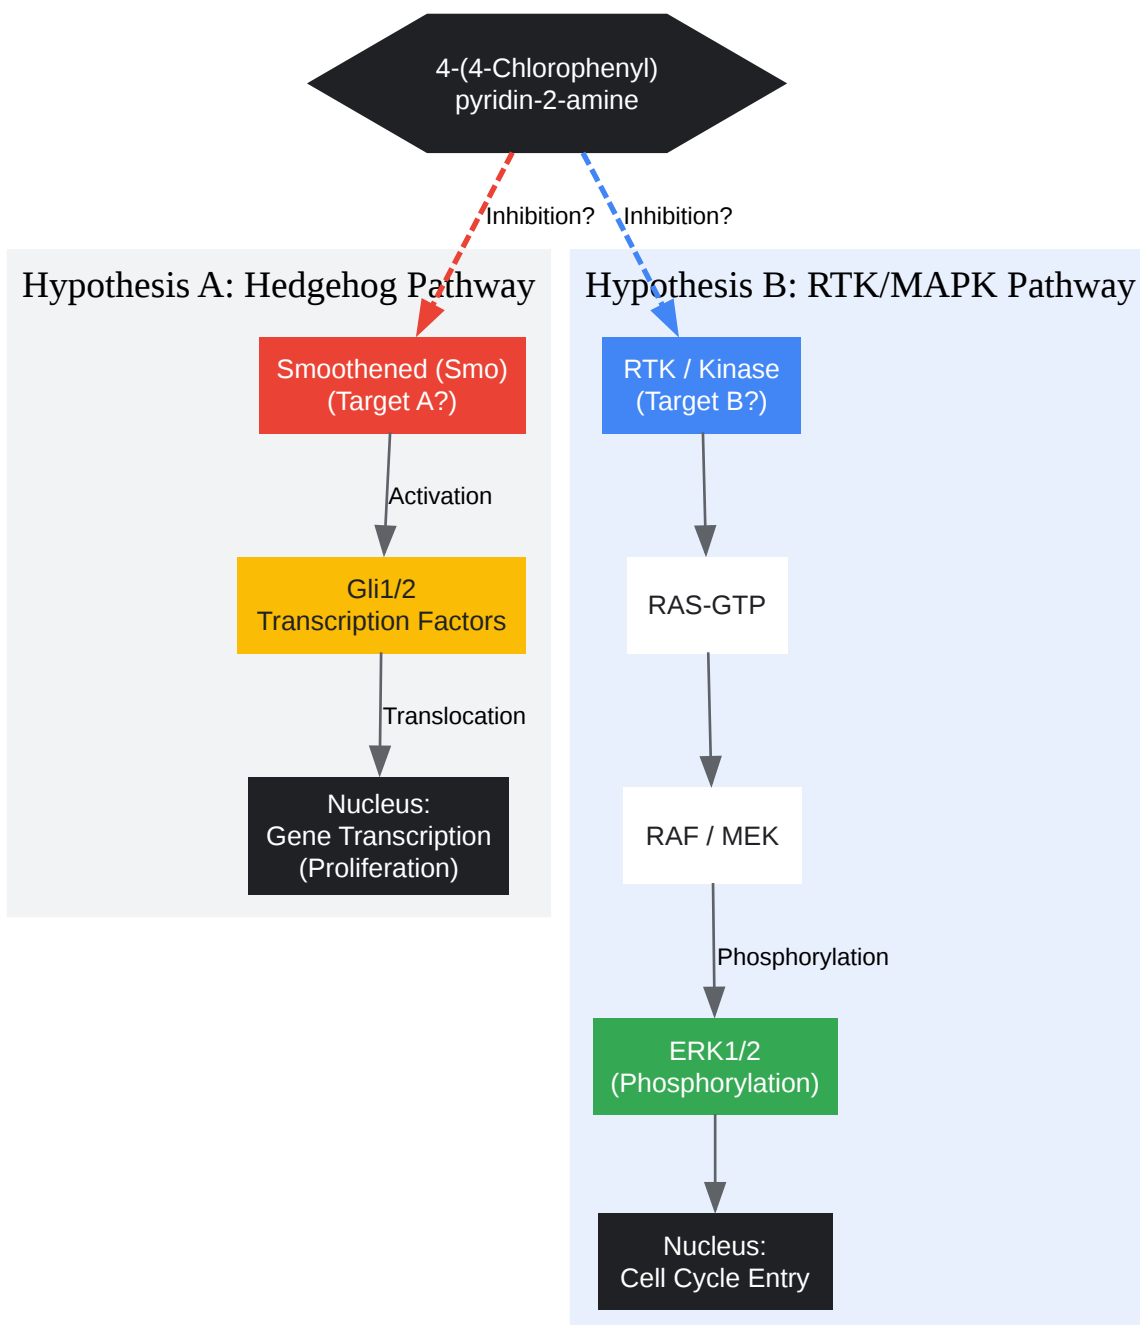 4-(4-Chlorophenyl)
pyridin-2-amine
Inhibition?
Inhibition?
Hypothesis A: Hedgehog Pathway
Smoothened (Smo)
(Target A?)
Activation
Gli1/2
Transcription Factors
Translocation
Nucleus:
Gene Transcription
(Proliferation)
Hypothesis B: RTK/MAPK Pathway
RTK / Kinase
(Target B?)
RAS-GTP
RAF / MEK
Phosphorylation
ERK1/2
(Phosphorylation)
Nucleus:
Cell Cycle Entry